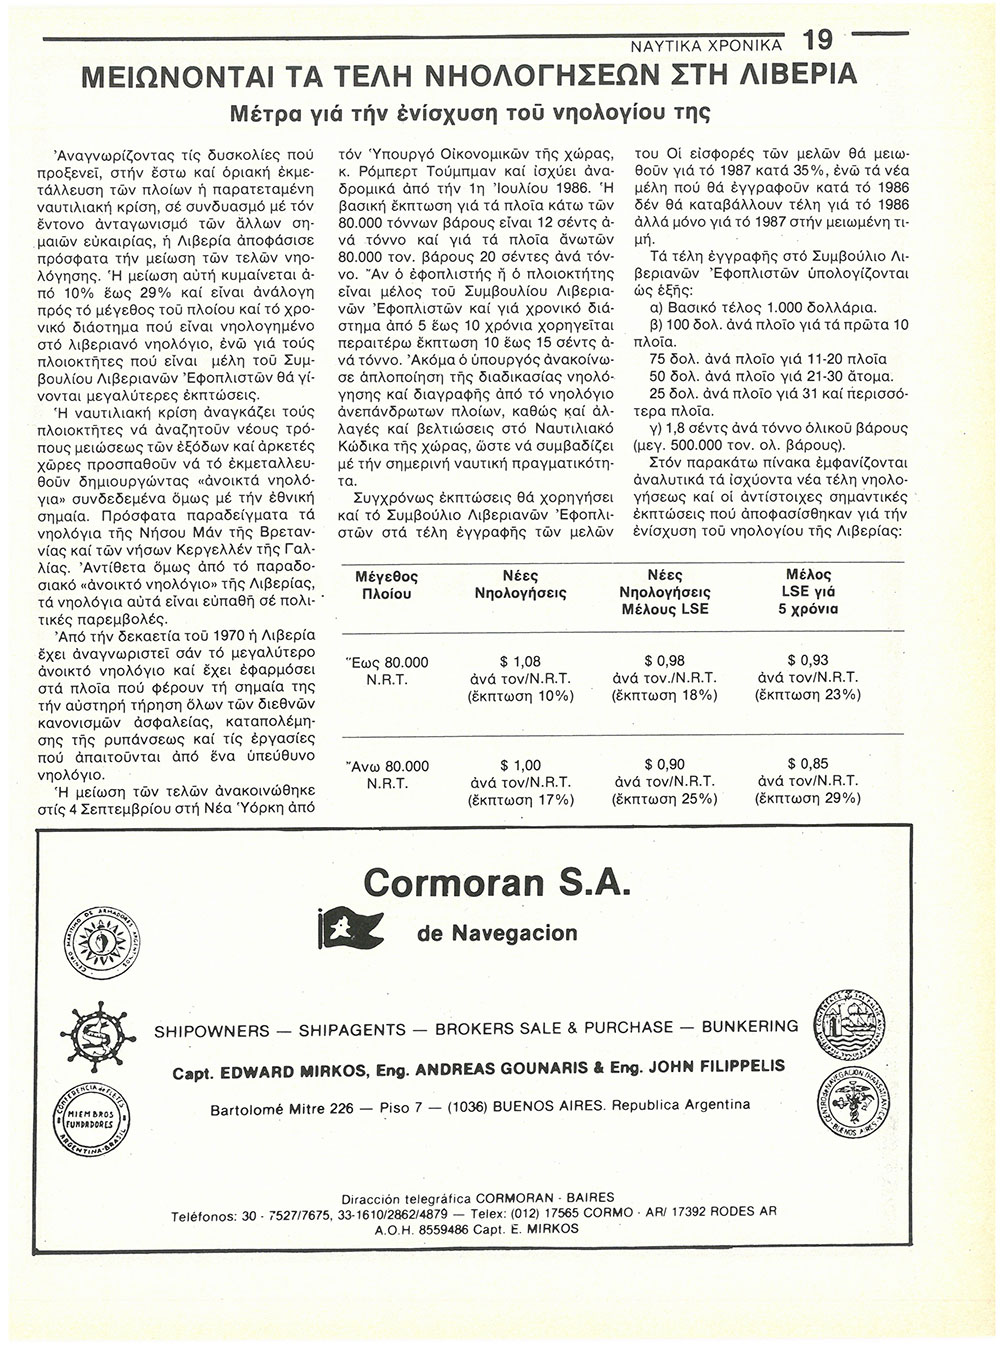 ΝΑΥΤΙΚΑ ΧΡΟΝΙΚΑ 19
ΜΕΙΩΝΟΝΤΑΙ ΤΑ ΤΕΛΗ ΝΗΟΛΟΓΗΣΕΩΝ ΣΤΗ ΛΙΒΕΡΙΑ
Μέτρα γιά τήν ἐνίσχυση τοῦ νηολογίου της
Ἀναγνωρίζοντας τίς δυσκολίες πού
προξενεῖ, στήν ἔστω καί ὁριακή ἐκμε-
τάλλευση τῶν πλοίων ἡ παρατεταμένη
ναυτιλιακή κρίση, σέ συνδυασμό μέ τόν
ἔντονο ἀνταγωνισμό τῶν ἄλλων ση-
μαιῶν εὐκαιρίας, ἡ Λιβερία ἀποφάσισε
πρόσφατα τήν μείωση τῶν τελῶν νηο-
λόγησης. Ἡ μείωση αὐτή κυμαίνεται ἀ-
πό 10% ἕως 29% καί εἶναι ἀνάλογη
πρός τό μέγεθος τοῦ πλοίου καί τό χρο-
νικό διάστημα πού εἶναι νηολογημένο
στό λιβεριανό νηολόγιο, ἐνῶ γιά τούς
πλοιοκτῆτες πού εἶναι μέλη τοῦ Συμ-
βουλίου Λιβεριανῶν Ἐφοπλιστῶν θά γί-
νονται μεγαλύτερες ἐκπτώσεις.
Ἡ ναυτιλιακή κρίση ἀναγκάζει τούς
πλοιοκτῆτες νά ἀναζητοῦν νέους τρό-
πους μειώσεως τῶν ἐξόδων καί ἀρκετές
χῶρες προσπαθοῦν νά τό ἐκμεταλλευ-
θοῦν δημιουργώντας «ἀνοικτά νηολό-
για» συνδεδεμένα ὅμως μέ τήν ἐθνική
σημαία. Πρόσφατα παραδείγματα τά
νηολόγια τῆς Νήσου Μάν τῆς Βρεταν-
νίας καί τῶν νήσων Κεργελλέν τῆς Γαλ-
λίας. Ἀντίθετα ὅμως ἀπό τό παραδο-
σιακό «ἀνοικτό νηολόγιο» τῆς Λιβερίας,
τά νηολόγια αὐτά εἶναι εὐπαθῆ σέ πολι-
τικές παρεμβολές.
Ἀπό τήν δεκαετία τοῦ 1970 ἡ Λιβερία
ἔχει ἀναγνωριστεῖ σάν τό μεγαλύτερο
ἀνοικτό νηολόγιο καί ἔχει ἐφαρμόσει
στά πλοῖα πού φέρουν τή σημαία της
τήν αὐστηρή τήρηση ὅλων τῶν διεθνῶν
κανονισμῶν ἀσφαλείας, καταπολέμη-
σης τῆς ρυπάνσεως καί τίς ἐργασίες
πού ἀπαιτοῦνται ἀπό ἕνα ὑπεύθυνο
νηολόγιο.
Ἡ μείωση τῶν τελῶν ἀνακοινώθηκε
στίς 4 Σεπτεμβρίου στή Νέα Ὑόρκη ἀπό
τόν Ὑπουργό Οἰκονομικῶν τῆς χώρας,
κ. Ρόμπερτ Τούμπμαν καί ἰσχύει ἀνα-
δρομικά ἀπό τήν 1η Ἰουλίου 1986. Ἡ
βασική ἔκπτωση γιά τά πλοῖα κάτω τῶν
80.000 τόννων βάρους εἶναι 12 σέντς ἀ-
νά τόννο καί γιά τά πλοῖα ἄνωτῶν
80.000 τον. βάρους 20 σέντες ἀνά τόν-
νο. Ἄν ὁ ἐφοπλιστής ἤ ὁ πλοιοκτήτης
εἶναι μέλος τοῦ Συμβουλίου Λιβερια-
νῶν Ἐφοπλιστῶν καί γιά χρονικό διά-
στημα ἀπό 5 ἕως 10 χρόνια χορηγεῖται
περαιτέρω ἔκπτωση 10 ἕως 15 σέντς ἀ-
νά τόννο. Ἀκόμα ὁ ὑπουργός ἀνακοίνω-
σε ἁπλοποίηση τῆς διαδικασίας νηολό-
γησης καί διαγραφῆς ἀπό τό νηολόγιο
ἀνεπάνδρωτων πλοίων, καθώς καί ἀλ-
λαγές καί βελτιώσεις στό Ναυτιλιακό
Κώδικα τῆς χώρας, ὥστε νά συμβαδίζει
μέ τήν σημερινή ναυτική πραγματικότη-
τα.
Συγχρόνως ἐκπτώσεις θά χορηγήσει
καί τό Συμβούλιο Λιβεριανῶν Ἐφοπλι-
στῶν στά τέλη ἐγγραφῆς τῶν μελῶν
του Οἱ εἰσφορές τῶν μελῶν θά μειω-
θοῦν γιά τό 1987 κατά 35%, ἐνῶ τά νέα
μέλη πού θά ἐγγραφοῦν κατά τό 1986
δέν θά καταβάλλουν τέλη γιά τό 1986
ἀλλά μόνο γιά τό 1987 στήν μειωμένη τι-
μή.
Τά τέλη ἐγγραφῆς στό Συμβούλιο Λι-
βεριανῶν Ἐφοπλιστῶν ὑπολογίζονται
ὡς ἑξῆς:
α) Βασικό τέλος 1.000 δολλάρια.
β) 100 δολ. ἀνά πλοῖο γιά τά πρῶτα 10
πλοῖα.
75 δολ. ἀνά πλοῖο γιά 11-20 πλοῖα
50 δολ. ἀνά πλοῖο γιά 21-30 ἄτομα.
25 δολ. ἀνά πλοῖο γιά 31 καί περισσό-
τερα πλοῖα.
γ) 1,8 σέντς ἀνά τόννο ὁλικοῦ βάρους
(μεγ. 500.000 τον. ολ. βάρους).
Στόν παρακάτω πίνακα ἐμφανίζονται
ἀναλυτικά τά ἰσχύοντα νέα τέλη νηολο-
γήσεως καί οἱ ἀντίστοιχες σημαντικές
ἐκπτώσεις πού ἀποφασίσθηκαν γιά τήν
ἐνίσχυση τοῦ νηολογίου τῆς Λιβερίας:
Μέγεθος Νέες Νέες Μέλος
Πλοίου Νηολογήσεις Νηολογήσεις LSE γιά
Μέλους LSE 5 χρόνια
Ἕως 80.000 $ 1,08 $ 0,98 $ 0,93
N.R.T. ἀνά τον/N.R.T. ἀνά τον./N.R.T. ἀνά τον/N.R.T.
(ἔκπτωση 10%) (ἔκπτωση 18%) (ἔκπτωση 23%)
Ἄνω 80.000 $ 1,00 $ 0,90 $ 0,85
N.R.T. ἀνά τον/N.R.T. ἀνά τον/N.R.T. ἀνά τον/N.R.T.
(ἔκπτωση 17%) (ἔκπτωση 25%) (ἔκπτωση 29%)
Cormoran S.A.
de Navegacion
CENTRO MARITIMO DE ARMADORES ARGENTINOS
SHIPOWNERS — SHIPAGENTS — BROKERS SALE & PURCHASE — BUNKERING
Capt. EDWARD MIRKOS, Eng. ANDREAS GOUNARIS & Eng. JOHN FILIPPELIS
CONFERENCIA de FLETES
MIEMBROS
FUNDADORES
ARGENTINA-BRASIL
Bartolomé Mitre 226 — Piso 7 — (1036) BUENOS AIRES. Republica Argentina
Diracción telegráfica CORMORAN - BAIRES
Teléfonos: 30 - 7527/7675, 33-1610/2862/4879 — Telex: (012) 17565 CORMO - AR/ 17392 RODES AR
A.O.H. 8559486 Capt. E. MIRKOS